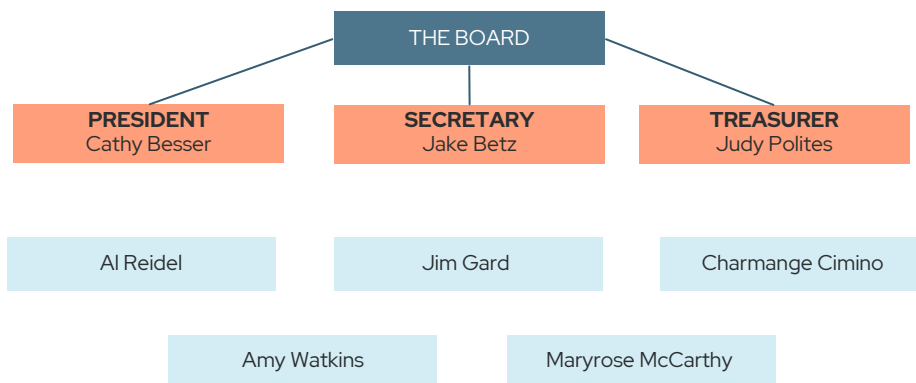 THE BOARD
PRESIDENT
Cathy Besser
SECRETARY
Jake Betz
TREASURER
Judy Polites
Al Reidel
Jim Gard
Charmange Cimino
Amy Watkins
Maryrose McCarthy